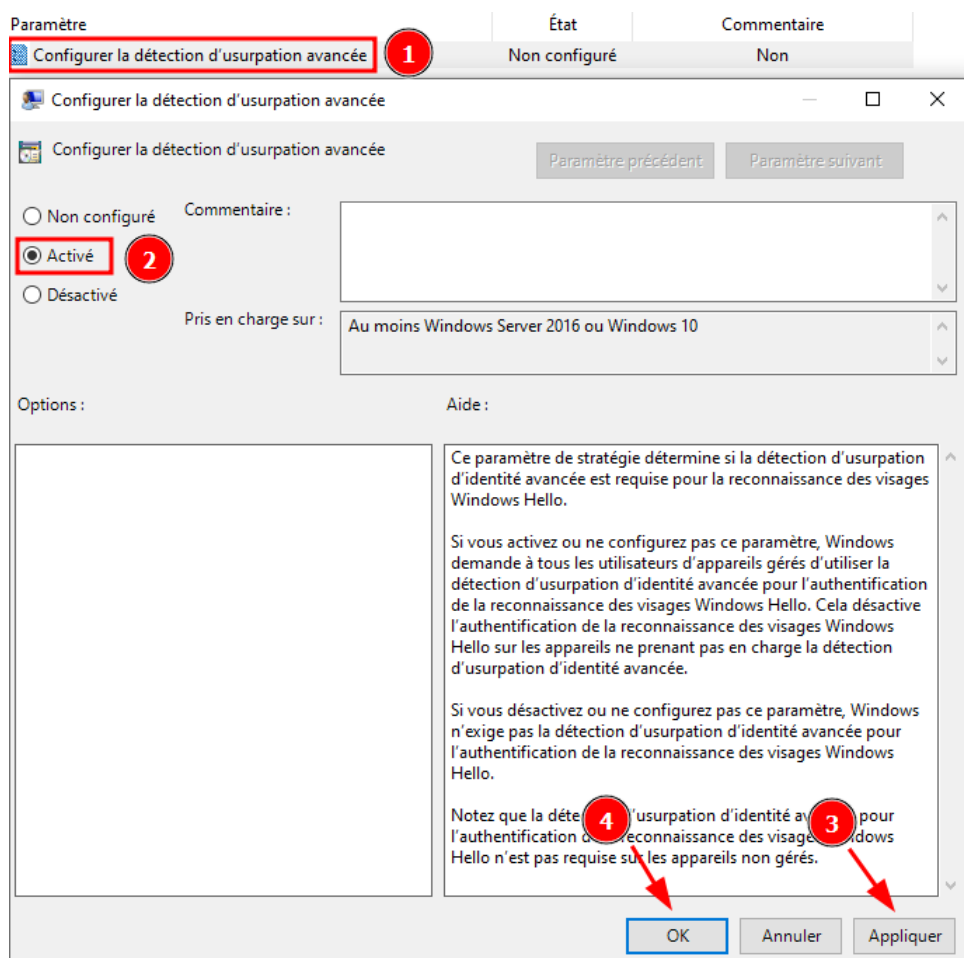 Paramètre État Commentaire
Configurer la détection d'usurpation avancée 1 Non configuré Non
Configurer la détection d'usurpation avancée
Configurer la détection d'usurpation avancée Paramètre précédent Paramètre suivant
Non configuré Commentaire :
Activé 2
Désactivé
Pris en charge sur : Au moins Windows Server 2016 ou Windows 10
Options : Aide :
Ce paramètre de stratégie détermine si la détection d'usurpation
d'identité avancée est requise pour la reconnaissance des visages
Windows Hello.
Si vous activez ou ne configurez pas ce paramètre, Windows
demande à tous les utilisateurs d'appareils gérés d'utiliser la
détection d'usurpation d'identité avancée pour l'authentification
de la reconnaissance des visages Windows Hello. Cela désactive
l'authentification de la reconnaissance des visages Windows
Hello sur les appareils ne prenant pas en charge la détection
d'usurpation d'identité avancée.
Si vous désactivez ou ne configurez pas ce paramètre, Windows
n'exige pas la détection d'usurpation d'identité avancée pour
l'authentification de la reconnaissance des visages Windows
Hello.
Notez que la 4 d'identité 3 pour
l'authentification des
Hello n'est pas requise sur les appareils non gérés.
OK Annuler Appliquer